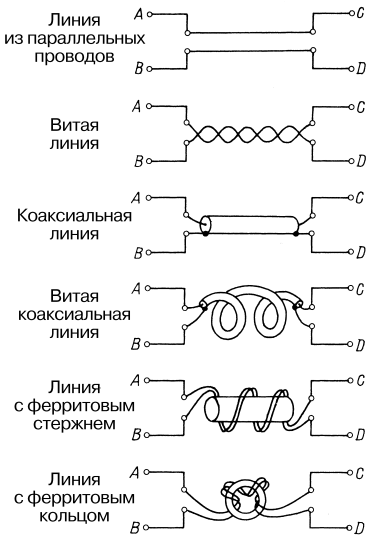 A C
Линия
из параллельных
проводов
B D
A C
Витая
линия
B D
A C
Коаксиальная
линия
B D
A C
Витая
коаксиальная
линия
B D
A C
Линия
с ферритовым
стержнем
B D
A C
Линия
с ферритовым
кольцом
B D